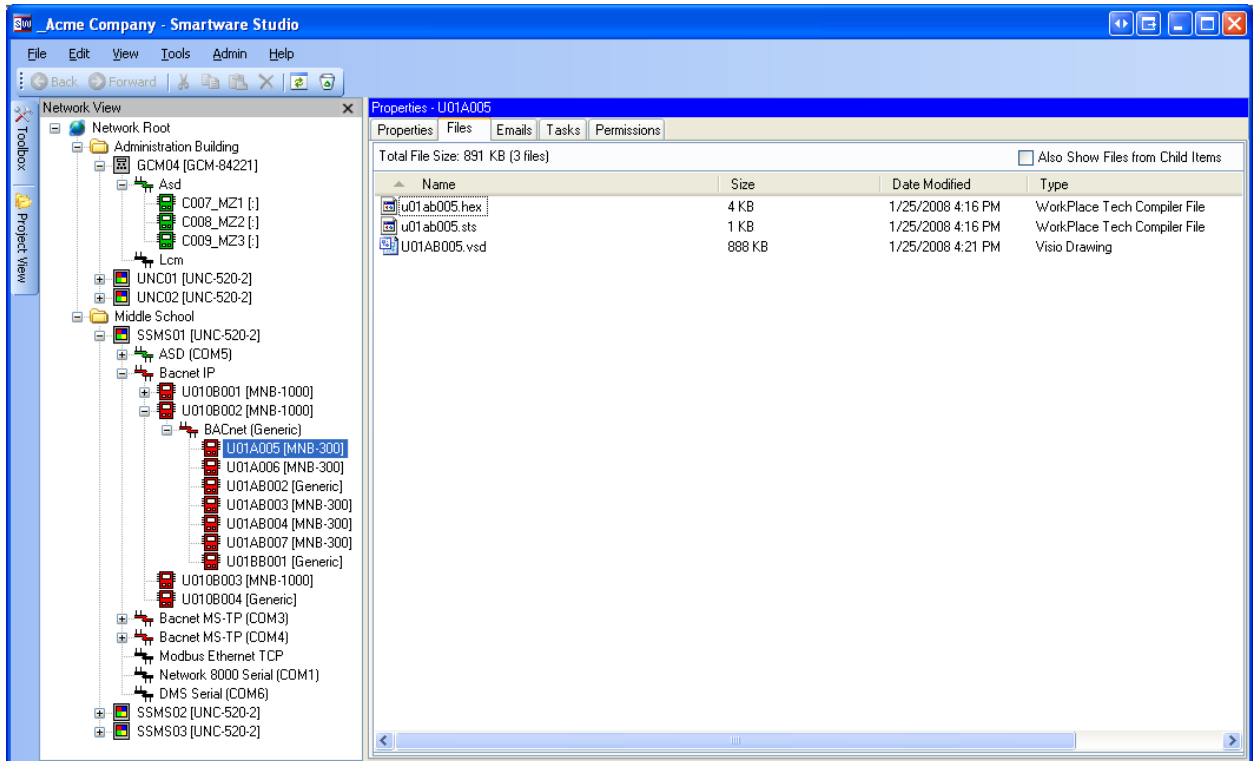 SW _Acme Company - Smartware Studio
File Edit View Tools Admin Help
Back Forward
Toolbox
Project View
Network View
Network Root
Administration Building
GCM04 [GCM-84221]
Asd
C007_MZ1 [:]
C008_MZ2 [:]
C009_MZ3 [:]
Lcm
UNC01 [UNC-520-2]
UNC02 [UNC-520-2]
Middle School
SSMS01 [UNC-520-2]
ASD (COM5)
Bacnet IP
U010B001 [MNB-1000]
U010B002 [MNB-1000]
BACnet (Generic)
U01A005 [MNB-300]
U01A006 [MNB-300]
U01AB002 [Generic]
U01AB003 [MNB-300]
U01AB004 [MNB-300]
U01AB007 [MNB-300]
U01BB001 [Generic]
U010B003 [MNB-1000]
U010B004 [Generic]
Bacnet MS-TP (COM3)
Bacnet MS-TP (COM4)
Modbus Ethernet TCP
Network 8000 Serial (COM1)
DMS Serial (COM6)
SSMS02 [UNC-520-2]
SSMS03 [UNC-520-2]
Properties - U01A005
Properties Files Emails Tasks Permissions
Total File Size: 891 KB (3 files) Also Show Files from Child Items
Name Size Date Modified Type
u01ab005.hex 4 KB 1/25/2008 4:16 PM WorkPlace Tech Compiler File
u01ab005.sts 1 KB 1/25/2008 4:16 PM WorkPlace Tech Compiler File
U01AB005.vsd 888 KB 1/25/2008 4:21 PM Visio Drawing